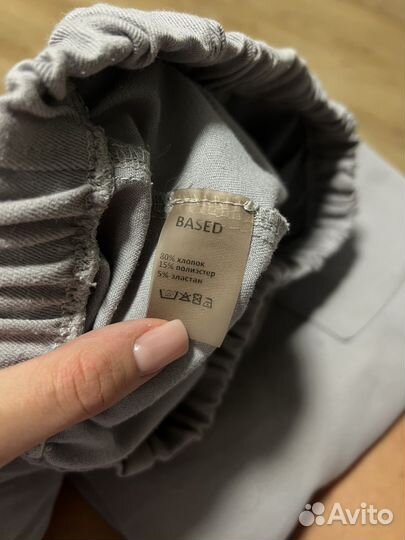 BASED
80% хлопок
15% полиэстер
5% эластан
Avito